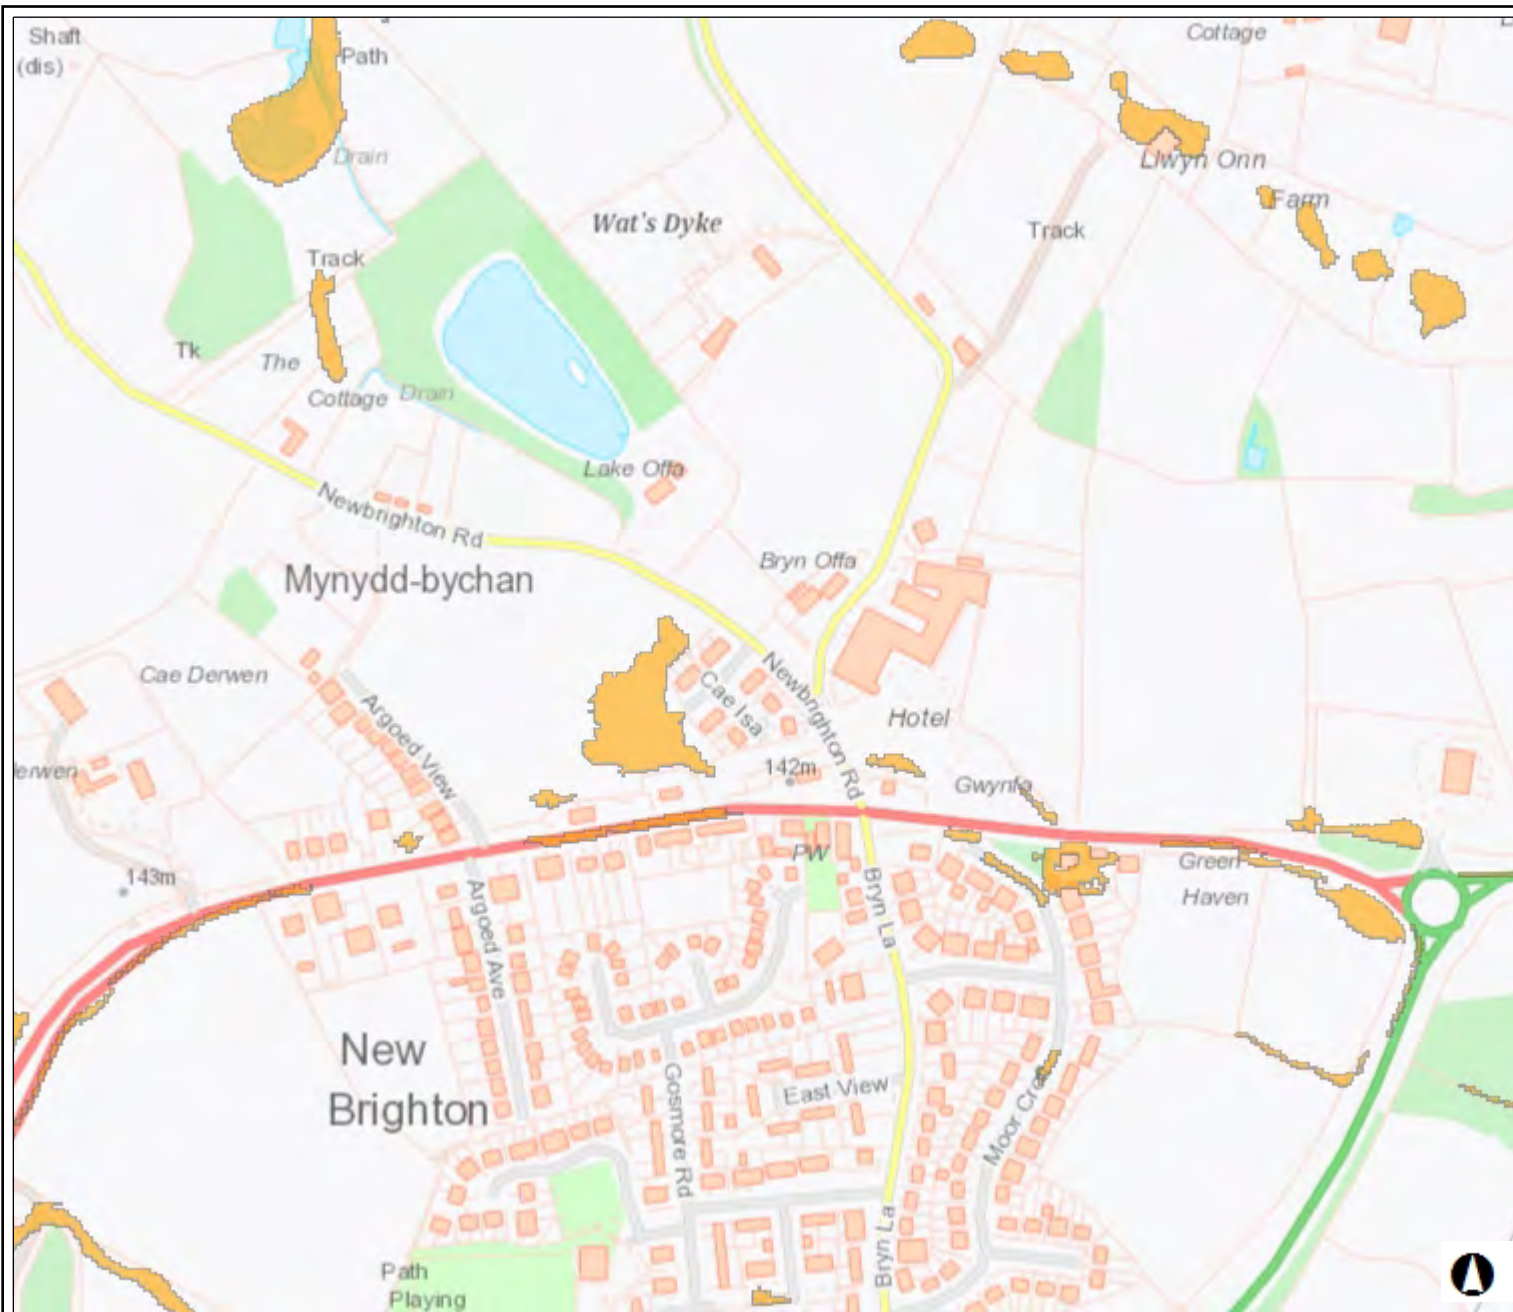 Shaft
(dis)
Path
Cottage
Drain
Llwyn Onn
Farm
Wat's Dyke
Track
Track
Tk
The
Cottage
Drain
Lake Offa
Newbrighton Rd
Bryn Offa
Mynydd-bychan
Cae Derwen
Cae Isa
Newbrighton Rd
Argoed View
Hotel
erwen
142m
Gwynfa
PW
Green
Haven
143m
Bryn La
Argoed Ave
New
Brighton
Gosmore Rd
East View
Moor Cres
Bryn La
Path
Playing